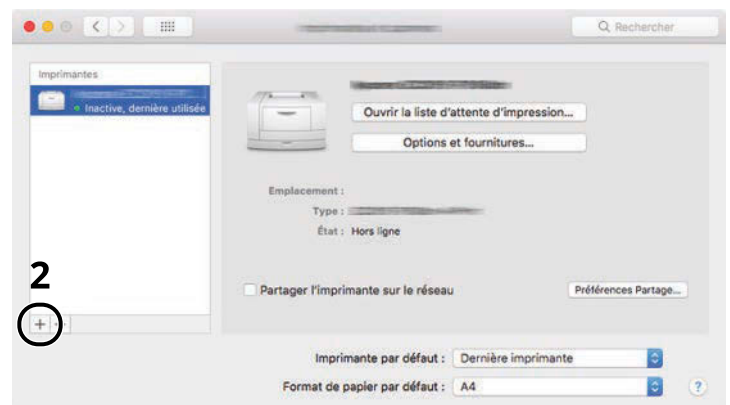 Rechercher
Imprimantes
Inactive, dernière utilisée
Ouvrir la liste d'attente d'impression...
Options et fournitures...
Emplacement :
Type :
État : Hors ligne
2
Partager l'imprimante sur le réseau
Préférences Partage...
+ −
Imprimante par défaut : Dernière imprimante
Format de papier par défaut : A4
?